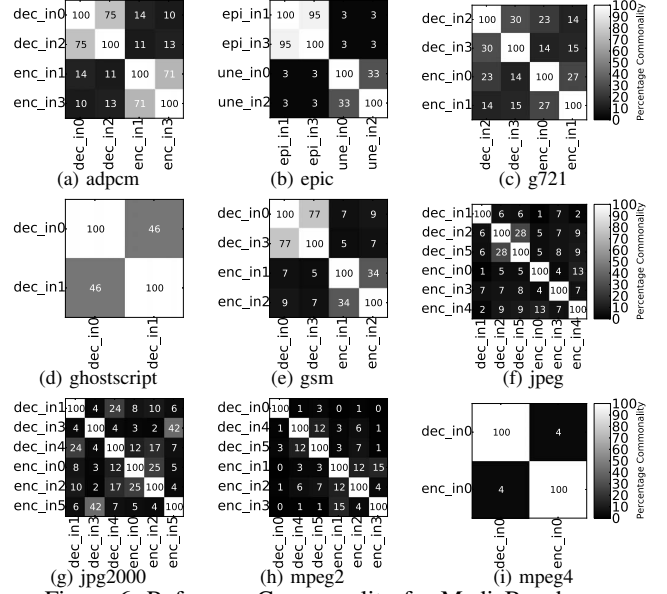 dec_in0 100 75 14 10
dec_in2 75 100 11 13
enc_in1 14 11 100 71
enc_in3 10 13 71 100
dec_in0 dec_in2 enc_in1 enc_in3
(a) adpcm
epi_in1 100 95 3 3
epi_in3 95 100 3 3
une_in0 3 3 100 33
une_in2 3 3 33 100
epi_in1 epi_in3 une_in0 une_in2
(b) epic
dec_in2 100 30 23 14
dec_in3 30 100 14 15
enc_in0 23 14 100 27
enc_in1 14 15 27 100
dec_in2 dec_in3 enc_in0 enc_in1
100
90
80
70
60
50
40
30
20
10
0
Percentage Commonality
(c) g721
dec_in0 100 46
dec_in1 46 100
dec_in0 dec_in1
(d) ghostscript
dec_in0 100 77 7 9
dec_in3 77 100 5 7
enc_in1 7 5 100 34
enc_in2 9 7 34 100
dec_in0 dec_in3 enc_in1 enc_in2
(e) gsm
dec_in1 100 6 6 1 7 2
dec_in2 6 100 28 5 7 9
dec_in5 6 28 100 5 8 9
enc_in0 1 5 5 100 4 13
enc_in3 7 7 8 4 100 7
enc_in4 2 9 9 13 7 100
dec_in1 dec_in2 dec_in5 enc_in0 enc_in3 enc_in4
100
90
80
70
60
50
40
30
20
10
0
Percentage Commonality
(f) jpeg
dec_in1 100 4 24 8 10 6
dec_in3 4 100 4 3 2 42
dec_in4 24 4 100 12 17 7
enc_in0 8 3 12 100 25 5
enc_in2 10 2 17 25 100 4
enc_in5 6 42 7 5 4 100
dec_in1 dec_in3 dec_in4 enc_in0 enc_in2 enc_in5
(g) jpg2000
dec_in0 100 1 3 0 1 0
dec_in4 1 100 12 3 6 1
dec_in5 3 12 100 3 7 1
enc_in1 0 3 3 100 12 15
enc_in2 1 6 7 12 100 4
enc_in3 0 1 1 15 4 100
dec_in0 dec_in4 dec_in5 enc_in1 enc_in2 enc_in3
(h) mpeg2
dec_in0 100 4
enc_in0 4 100
dec_in0 enc_in0
100
90
80
70
60
50
40
30
20
10
0
Percentage Commonality
(i) mpeg4